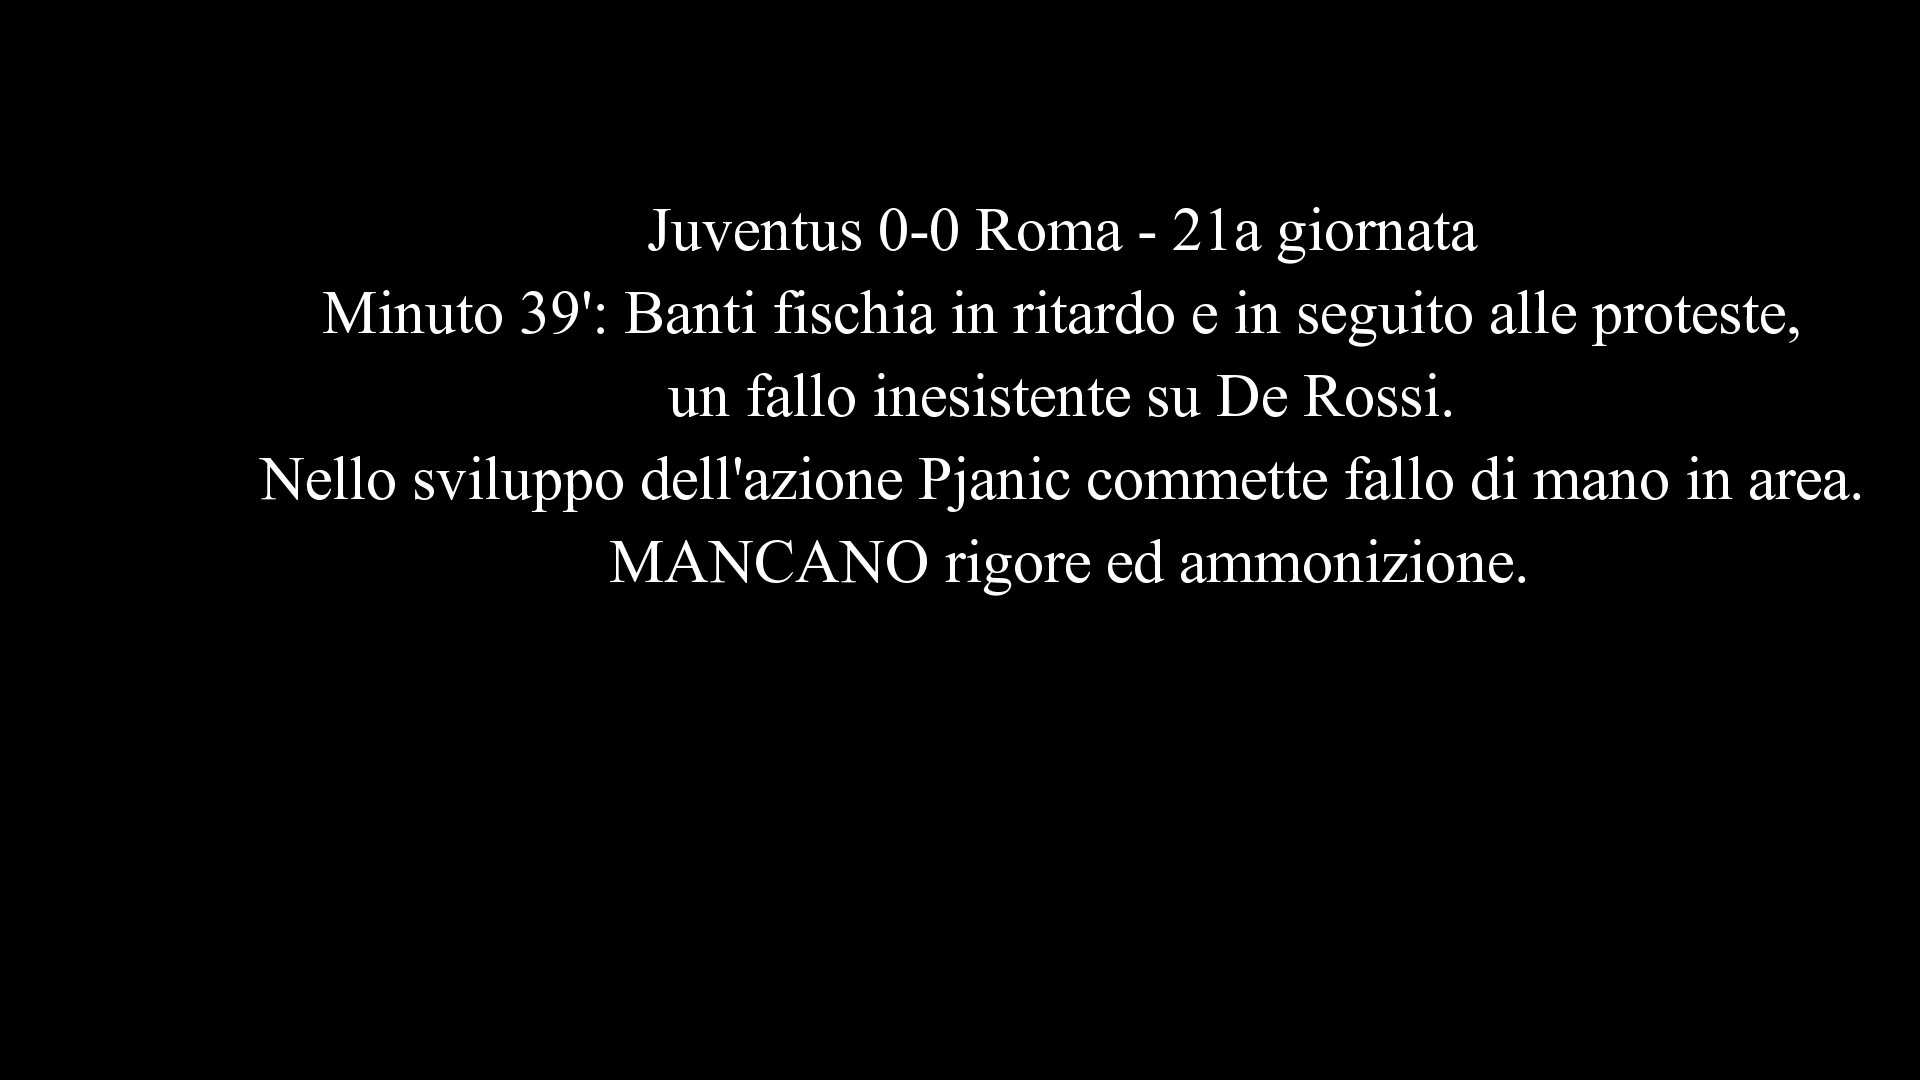 Juventus 0-0 Roma - 21a giornata
Minuto 39': Banti fischia in ritardo e in seguito alle proteste,
un fallo inesistente su De Rossi.
Nello sviluppo dell'azione Pjanic commette fallo di mano in area.
MANCANO rigore ed ammonizione.